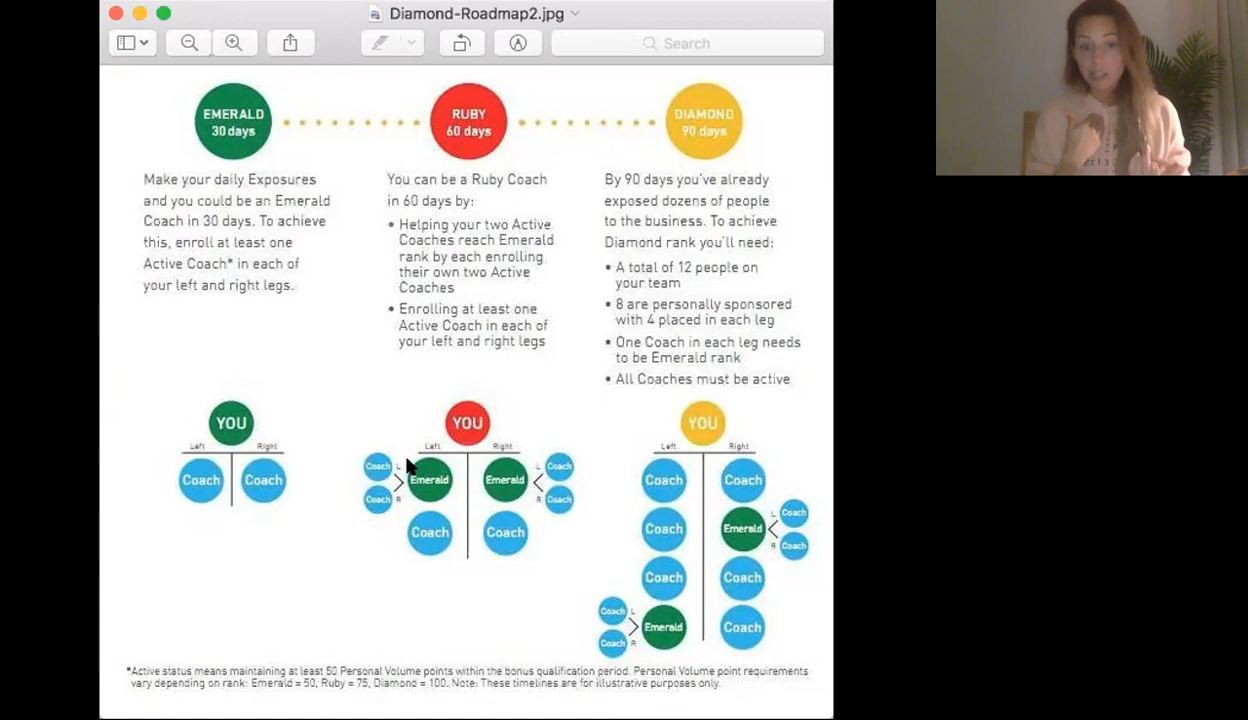 Diamond-Roadmap2.jpg
Search
EMERALD
30 days
RUBY
60 days
DIAMOND
90 days
Make your daily Exposures
and you could be an Emerald
Coach in 30 days. To achieve
this, enroll at least one
Active Coach* in each of
your left and right legs.
You can be a Ruby Coach
in 60 days by:
• Helping your two Active
Coaches reach Emerald
rank by each enrolling
their own two Active
Coaches
• Enrolling at least one
Active Coach in each of
your left and right legs
By 90 days you've already
exposed dozens of people
to the business. To achieve
Diamond rank you'll need:
• A total of 12 people on
your team
• 8 are personally sponsored
with 4 placed in each leg
• One Coach in each leg needs
to be Emerald rank
• All Coaches must be active
YOU
Left Right
Coach Coach
YOU
Left Right
Coach L Emerald Emerald L Coach
Coach R R Coach
Coach Coach
YOU
Left Right
Coach Coach
Coach Emerald L Coach
R Coach
Coach Coach
Coach L Emerald Coach
Coach R
*Active status means maintaining at least 50 Personal Volume points within the bonus qualification period. Personal Volume point requirements
vary depending on rank: Emerald = 50, Ruby = 75, Diamond = 100. Note: These timelines are for illustrative purposes only.